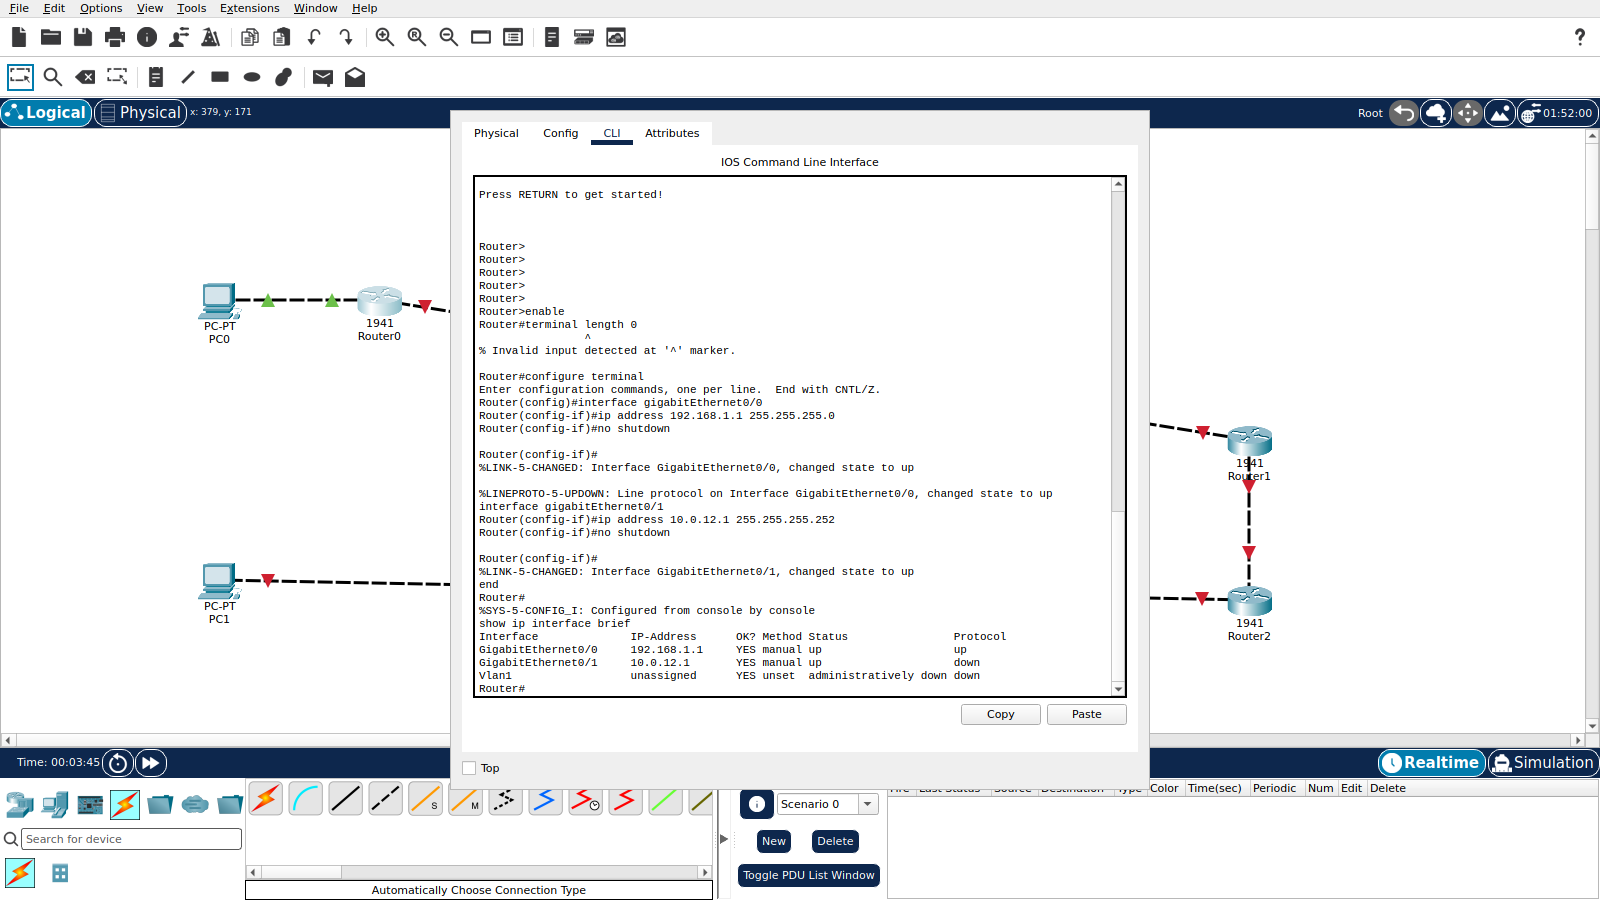 File Edit Options View Tools Extensions Window Help
Logical Physical x: 379, y: 171 Root 01:52:00
Physical Config CLI Attributes
IOS Command Line Interface
Press RETURN to get started!
Router>
Router>
Router>
Router>
Router>
Router>enable
Router#terminal length 0
^
% Invalid input detected at '^' marker.
Router#configure terminal
Enter configuration commands, one per line.  End with CNTL/Z.
Router(config)#interface gigabitEthernet0/0
Router(config-if)#ip address 192.168.1.1 255.255.255.0
Router(config-if)#no shutdown
Router(config-if)#
%LINK-5-CHANGED: Interface GigabitEthernet0/0, changed state to up
%LINEPROTO-5-UPDOWN: Line protocol on Interface GigabitEthernet0/0, changed state to up
interface gigabitEthernet0/1
Router(config-if)#ip address 10.0.12.1 255.255.255.252
Router(config-if)#no shutdown
Router(config-if)#
%LINK-5-CHANGED: Interface GigabitEthernet0/1, changed state to up
end
Router#
%SYS-5-CONFIG_I: Configured from console by console
show ip interface brief
Interface IP-Address OK? Method Status Protocol
GigabitEthernet0/0 192.168.1.1 YES manual up up
GigabitEthernet0/1 10.0.12.1 YES manual up down
Vlan1 unassigned YES unset administratively down down
Router#
Copy Paste
Top
PC-PT
PC0
1941
Router0
PC-PT
PC1
1941
Router1
1941
Router2
Time: 00:03:45 Realtime Simulation
S M
Search for device
Automatically Choose Connection Type
Scenario 0
New Delete
Toggle PDU List Window
Fire Last Status Source Destination Type Color Time(sec) Periodic Num Edit Delete